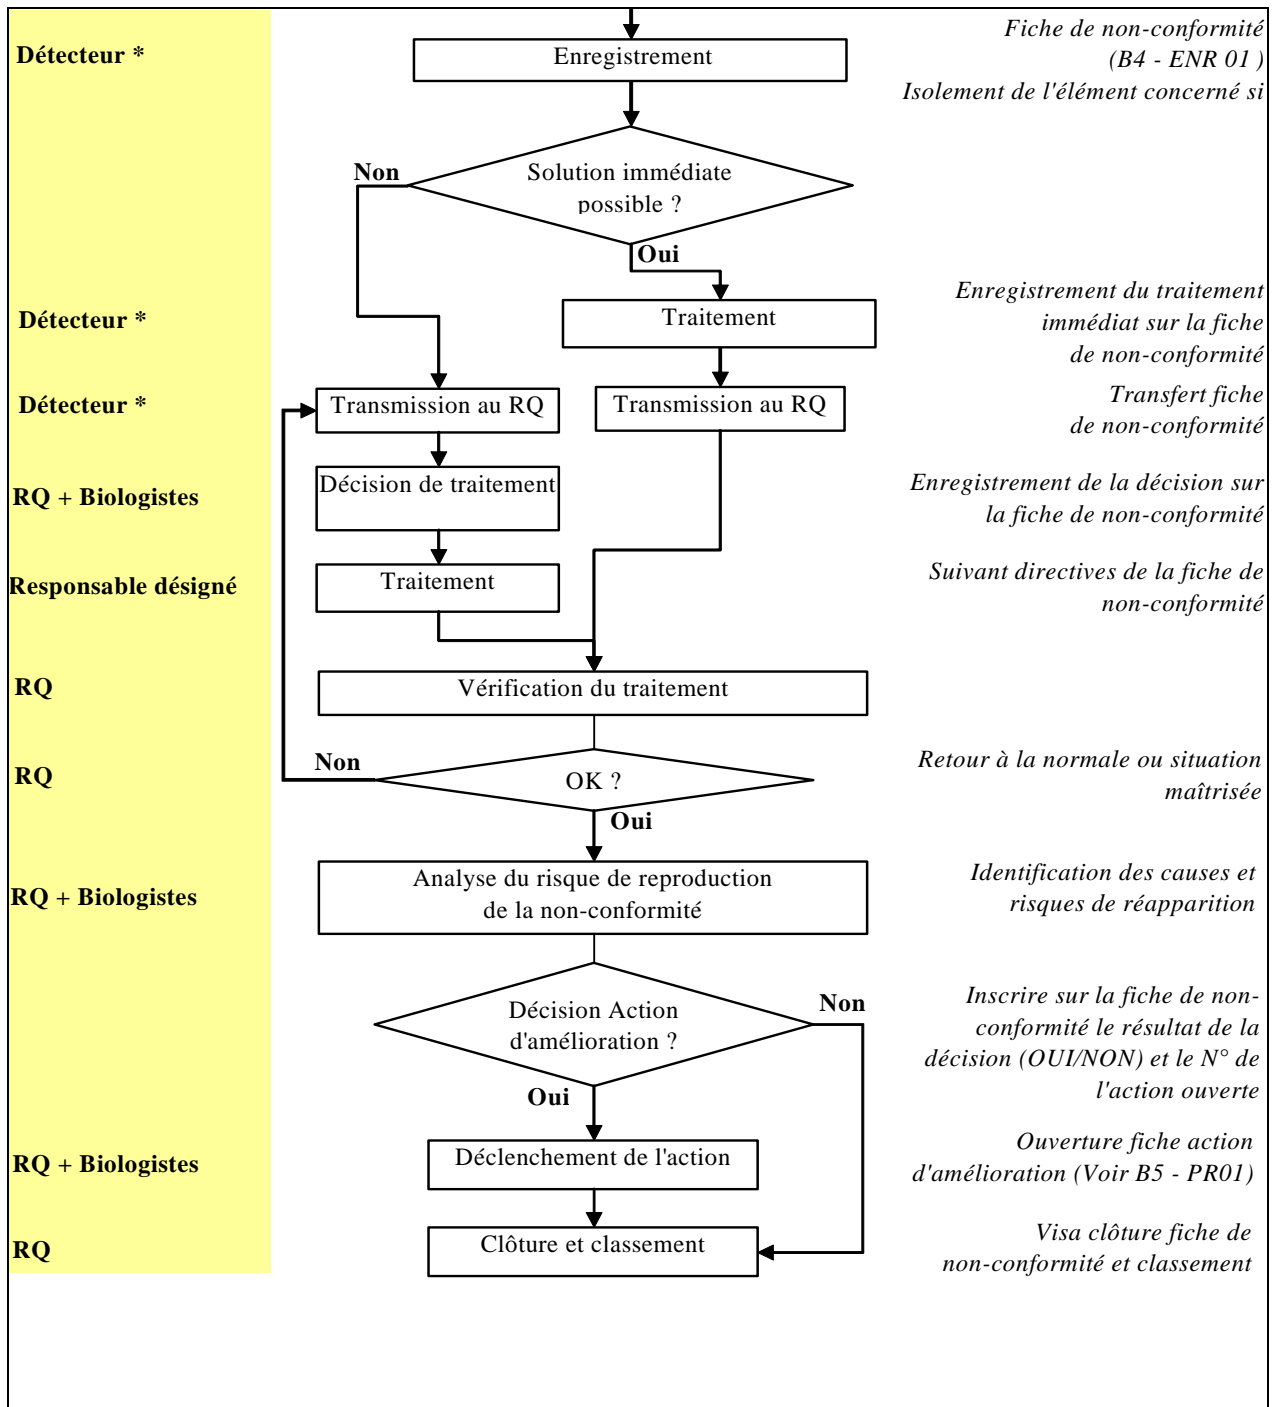 Détecteur *
Enregistrement
Fiche de non-conformité
(B4 - ENR 01 )
Isolement de l'élément concerné si
Non
Solution immédiate
possible ?
Oui
Détecteur *
Traitement
Enregistrement du traitement
immédiat sur la fiche
de non-conformité
Détecteur *
Transmission au RQ
Transmission au RQ
Transfert fiche
de non-conformité
RQ + Biologistes
Décision de traitement
Enregistrement de la décision sur
la fiche de non-conformité
Responsable désigné
Traitement
Suivant directives de la fiche de
non-conformité
RQ
Vérification du traitement
RQ
Non
OK ?
Oui
Retour à la normale ou situation
maîtrisée
RQ + Biologistes
Analyse du risque de reproduction
de la non-conformité
Identification des causes et
risques de réapparition
Décision Action
d'amélioration ?
Non
Oui
Inscrire sur la fiche de non-
conformité le résultat de la
décision (OUI/NON) et le N° de
l'action ouverte
RQ + Biologistes
Déclenchement de l'action
Ouverture fiche action
d'amélioration (Voir B5 - PR01)
RQ
Clôture et classement
Visa clôture fiche de
non-conformité et classement